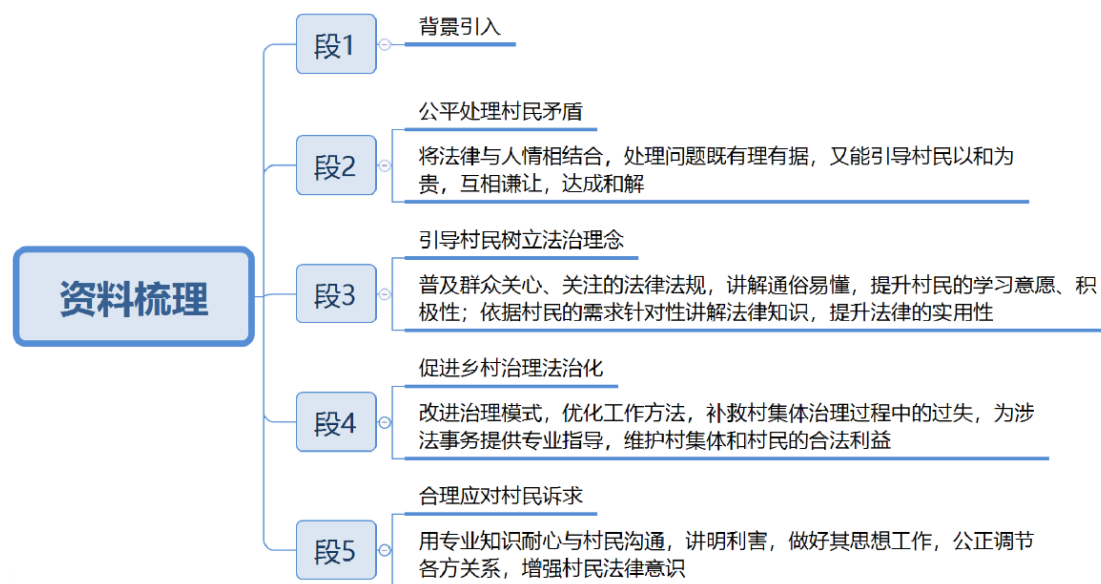 资料梳理
段1
背景引入
段2
公平处理村民矛盾
将法律与人情相结合，处理问题既有理有据，又能引导村民以和为
贵，互相谦让，达成和解
段3
引导村民树立法治理念
普及群众关心、关注的法律法规，讲解通俗易懂，提升村民的学习意愿、积
极性；依据村民的需求针对性讲解法律知识，提升法律的实用性
段4
促进乡村治理法治化
改进治理模式，优化工作方法，补救村集体治理过程中的过失，为涉
法事务提供专业指导，维护村集体和村民的合法利益
段5
合理应对村民诉求
用专业知识耐心与村民沟通，讲明利害，做好其思想工作，公正调节
各方关系，增强村民法律意识